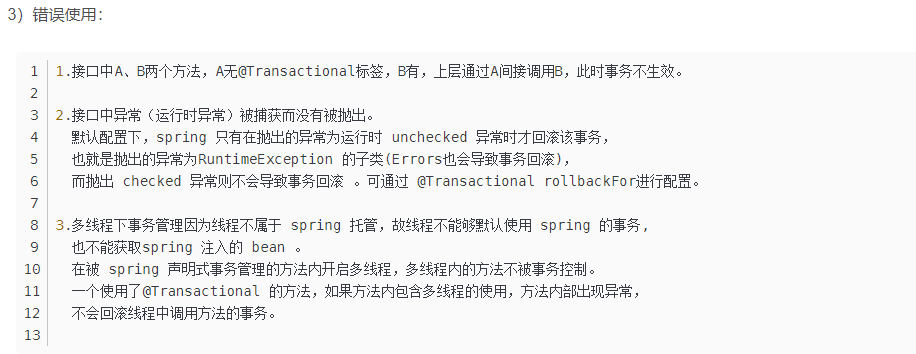 3）错误使用：
1 1.接口中A、B两个方法，A无@Transactional标签，B有，上层通过A间接调用B，此时事务不生效。
2
3 2.接口中异常（运行时异常）被捕获而没有被抛出。
4 默认配置下，spring 只有在抛出的异常为运行时 unchecked 异常时才回滚该事务，
5 也就是抛出的异常为RuntimeException 的子类(Errors也会导致事务回滚)，
6 而抛出 checked 异常则不会导致事务回滚 。可通过 @Transactional rollbackFor进行配置。
7
8 3.多线程下事务管理因为线程不属于 spring 托管，故线程不能够默认使用 spring 的事务,
9 也不能获取spring 注入的 bean 。
10 在被 spring 声明式事务管理的方法内开启多线程，多线程内的方法不被事务控制。
11 一个使用了@Transactional 的方法，如果方法内包含多线程的使用，方法内部出现异常，
12 不会回滚线程中调用方法的事务。
13